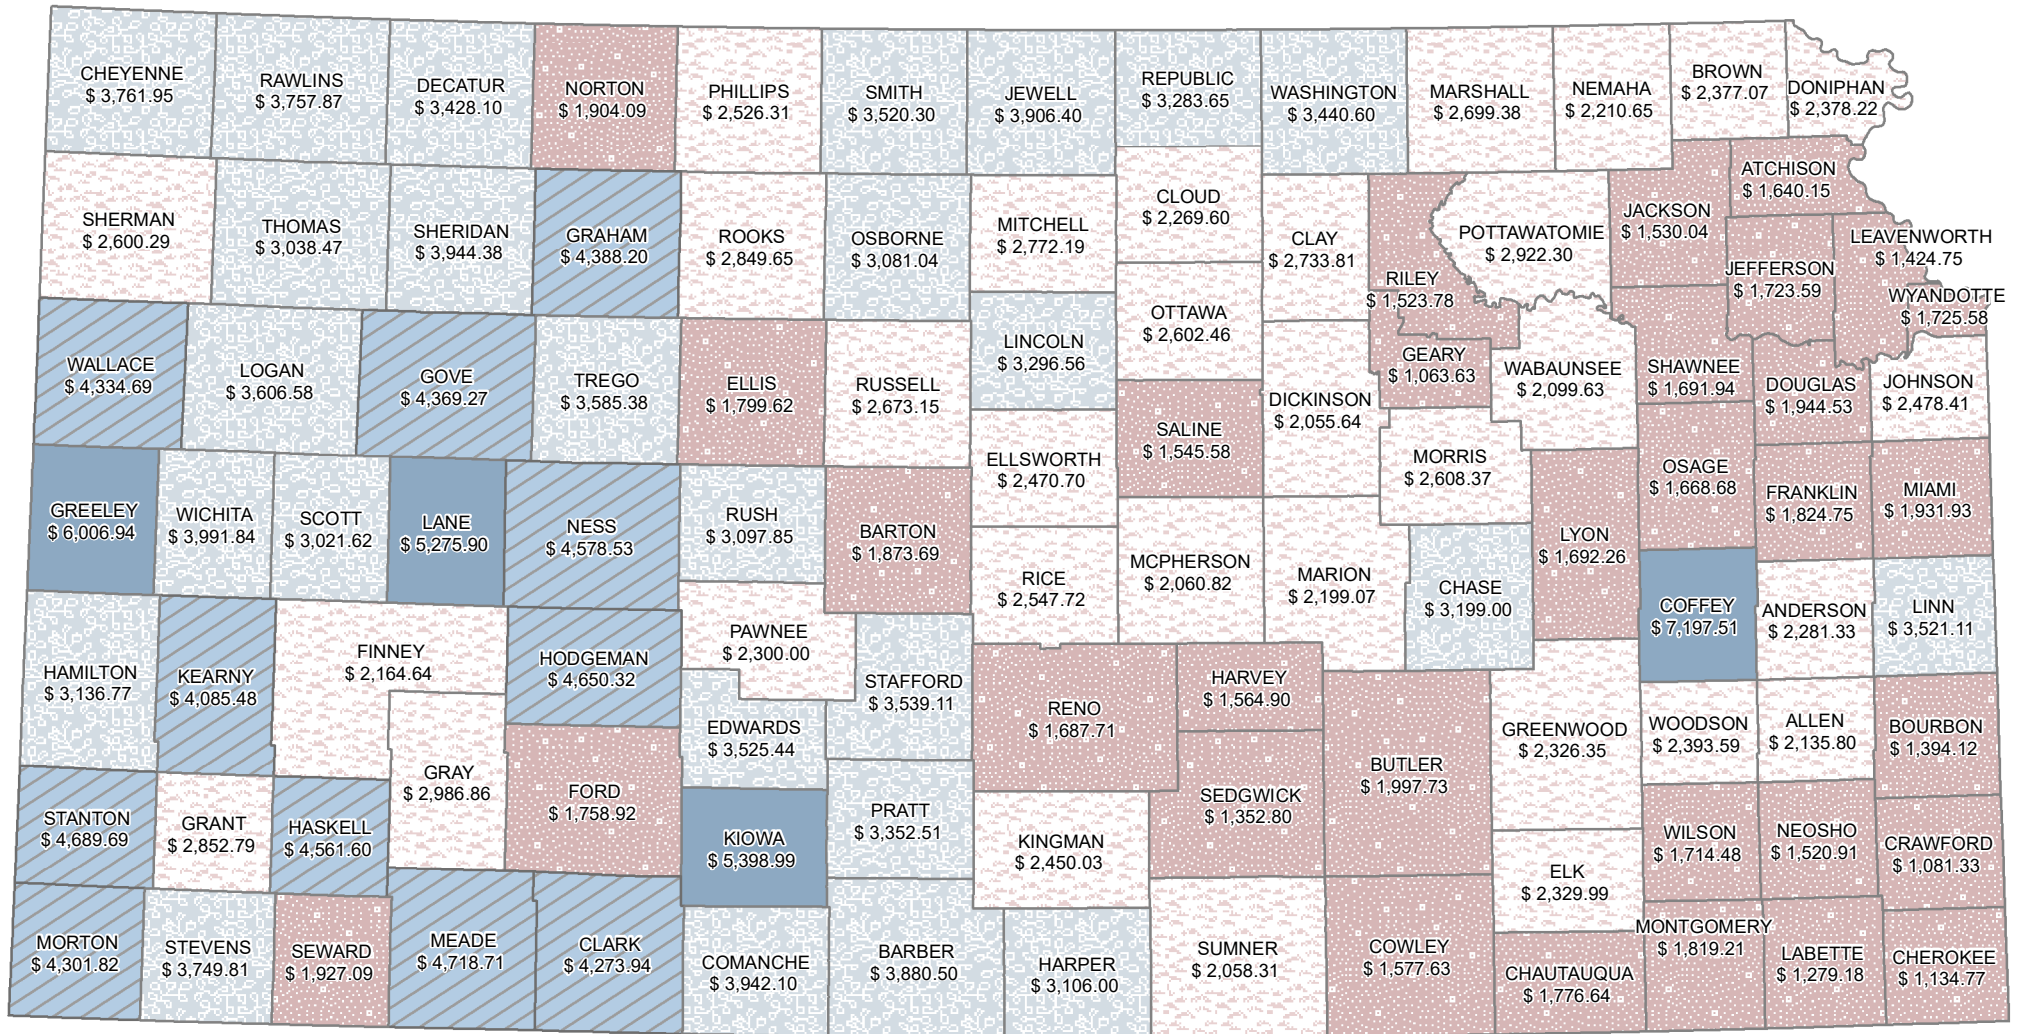 CHEYENNE
$ 3,761.95
RAWLINS
$ 3,757.87
DECATUR
$ 3,428.10
NORTON
$ 1,904.09
PHILLIPS
$ 2,526.31
SMITH
$ 3,520.30
JEWELL
$ 3,906.40
REPUBLIC
$ 3,283.65
WASHINGTON
$ 3,440.60
MARSHALL
$ 2,699.38
NEMAHA
$ 2,210.65
BROWN
$ 2,377.07
DONIPHAN
$ 2,378.22
SHERMAN
$ 2,600.29
THOMAS
$ 3,038.47
SHERIDAN
$ 3,944.38
GRAHAM
$ 4,388.20
ROOKS
$ 2,849.65
OSBORNE
$ 3,081.04
MITCHELL
$ 2,772.19
CLOUD
$ 2,269.60
CLAY
$ 2,733.81
RILEY
$ 1,523.78
POTTAWATOMIE
$ 2,922.30
JACKSON
$ 1,530.04
ATCHISON
$ 1,640.15
JEFFERSON
$ 1,723.59
LEAVENWORTH
$ 1,424.75
WYANDOTTE
$ 1,725.58
WALLACE
$ 4,334.69
LOGAN
$ 3,606.58
GOVE
$ 4,369.27
TREGO
$ 3,585.38
ELLIS
$ 1,799.62
RUSSELL
$ 2,673.15
LINCOLN
$ 3,296.56
OTTAWA
$ 2,602.46
DICKINSON
$ 2,055.64
GEARY
$ 1,063.63
WABAUNSEE
$ 2,099.63
SHAWNEE
$ 1,691.94
DOUGLAS
$ 1,944.53
JOHNSON
$ 2,478.41
GREELEY
$ 6,006.94
WICHITA
$ 3,991.84
SCOTT
$ 3,021.62
LANE
$ 5,275.90
NESS
$ 4,578.53
RUSH
$ 3,097.85
BARTON
$ 1,873.69
ELLSWORTH
$ 2,470.70
SALINE
$ 1,545.58
MORRIS
$ 2,608.37
LYON
$ 1,692.26
OSAGE
$ 1,668.68
FRANKLIN
$ 1,824.75
MIAMI
$ 1,931.93
HAMILTON
$ 3,136.77
KEARNY
$ 4,085.48
FINNEY
$ 2,164.64
HODGEMAN
$ 4,650.32
PAWNEE
$ 2,300.00
STAFFORD
$ 3,539.11
RICE
$ 2,547.72
MCPHERSON
$ 2,060.82
MARION
$ 2,199.07
CHASE
$ 3,199.00
COFFEY
$ 7,197.51
ANDERSON
$ 2,281.33
LINN
$ 3,521.11
STANTON
$ 4,689.69
GRANT
$ 2,852.79
HASKELL
$ 4,561.60
GRAY
$ 2,986.86
FORD
$ 1,758.92
EDWARDS
$ 3,525.44
KIOWA
$ 5,398.99
PRATT
$ 3,352.51
RENO
$ 1,687.71
HARVEY
$ 1,564.90
SEDGWICK
$ 1,352.80
KINGMAN
$ 2,450.03
BUTLER
$ 1,997.73
GREENWOOD
$ 2,326.35
WOODSON
$ 2,393.59
ALLEN
$ 2,135.80
BOURBON
$ 1,394.12
ELK
$ 2,329.99
WILSON
$ 1,714.48
NEOSHO
$ 1,520.91
CRAWFORD
$ 1,081.33
MORTON
$ 4,301.82
STEVENS
$ 3,749.81
SEWARD
$ 1,927.09
MEADE
$ 4,718.71
CLARK
$ 4,273.94
COMANCHE
$ 3,942.10
BARBER
$ 3,880.50
HARPER
$ 3,106.00
SUMNER
$ 2,058.31
COWLEY
$ 1,577.63
CHAUTAUQUA
$ 1,776.64
MONTGOMERY
$ 1,819.21
LABETTE
$ 1,279.18
CHEROKEE
$ 1,134.77